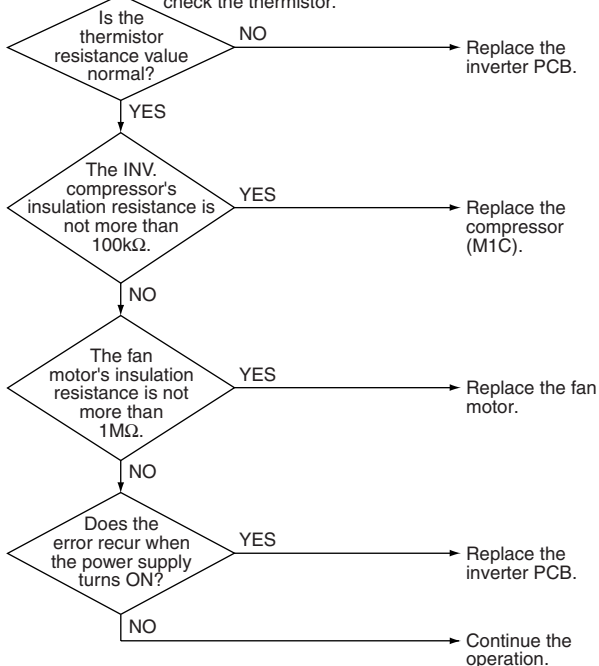 check the thermistor.
Is the
thermistor
resistance value
normal?
NO
Replace the
inverter PCB.
YES
The INV.
compressor's
insulation resistance is
not more than
100kΩ.
YES
Replace the
compressor
(M1C).
NO
The fan
motor's insulation
resistance is not
more than
1MΩ.
YES
Replace the fan
motor.
NO
Does the
error recur when
the power supply
turns ON?
YES
Replace the
inverter PCB.
NO
Continue the
operation.